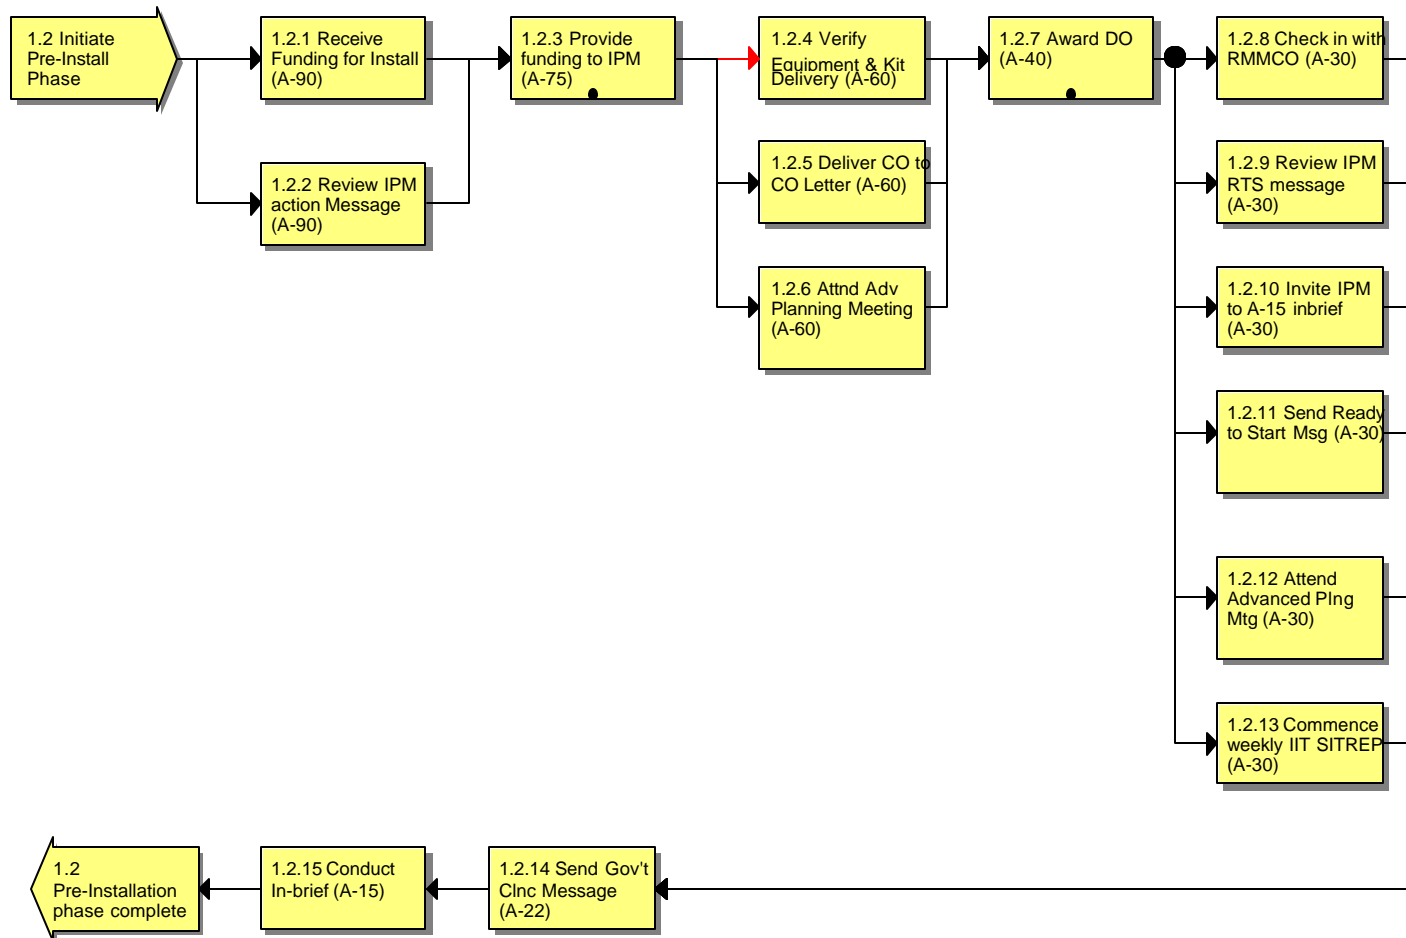 1.2 Initiate
Pre-Install
Phase
1.2.1 Receive
Funding for Install
(A-90)
1.2.2 Review IPM
action Message
(A-90)
1.2.3 Provide
funding to IPM
(A-75)
1.2.4 Verify
Equipment & Kit
Delivery (A-60)
1.2.5 Deliver CO to
CO Letter (A-60)
1.2.6 Attnd Adv
Planning Meeting
(A-60)
1.2.7 Award DO
(A-40)
1.2.8 Check in with
RMMCO (A-30)
1.2.9 Review IPM
RTS message
(A-30)
1.2.10 Invite IPM
to A-15 inbrief
(A-30)
1.2.11 Send Ready
to Start Msg (A-30)
1.2.12 Attend
Advanced Plng
Mtg (A-30)
1.2.13 Commence
weekly IIT SITREP
(A-30)
1.2
Pre-Installation
phase complete
1.2.15 Conduct
In-brief (A-15)
1.2.14 Send Gov't
Clnc Message
(A-22)